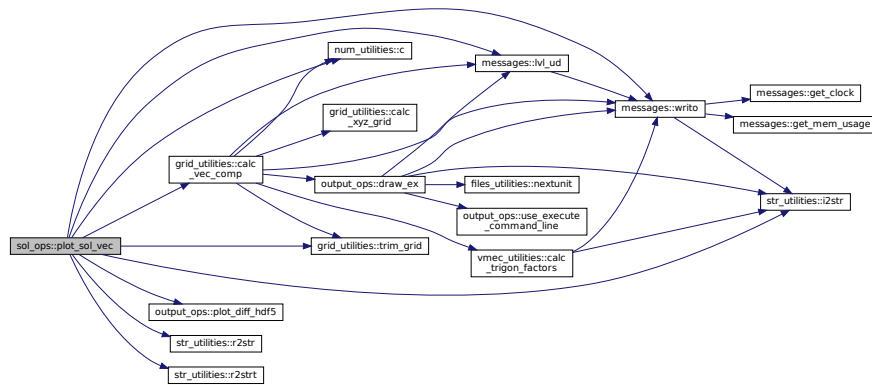 num_utilities::c
messages::lvl_ud
messages::get_clock
messages::writo
grid_utilities::calc
_xyz_grid
messages::get_mem_usage
grid_utilities::calc
_vec_comp
output_ops::draw_ex
files_utilities::nextunit
str_utilities::i2str
output_ops::use_execute
_command_line
sol_ops::plot_sol_vec
grid_utilities::trim_grid
vmec_utilities::calc
_trigon_factors
output_ops::plot_diff_hdf5
str_utilities::r2str
str_utilities::r2strt